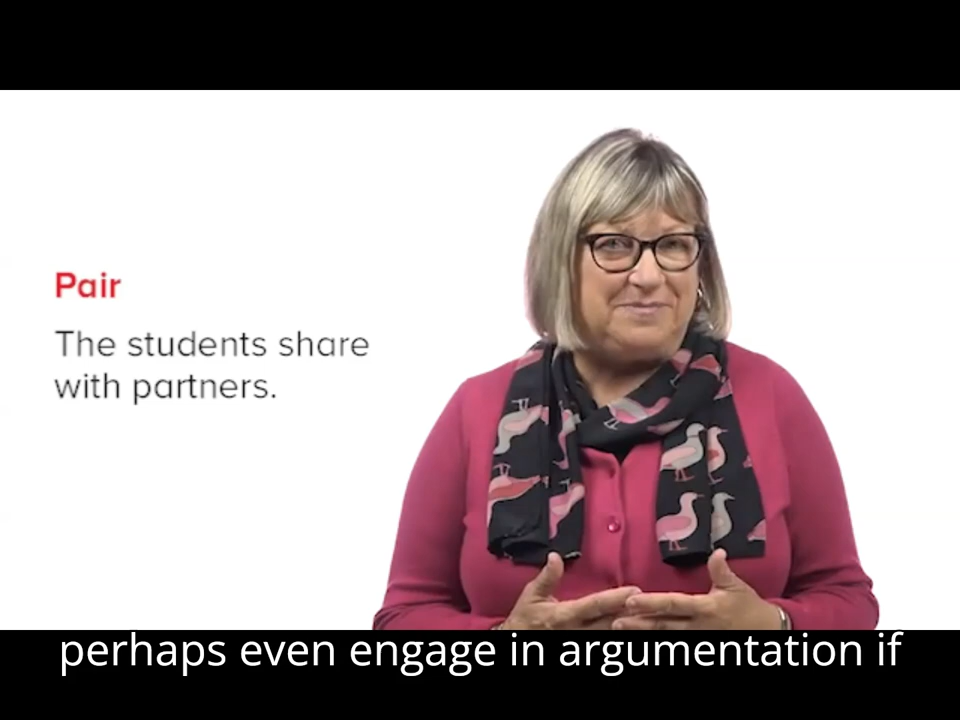 Pair
The students share
with partners.
perhaps even engage in argumentation if